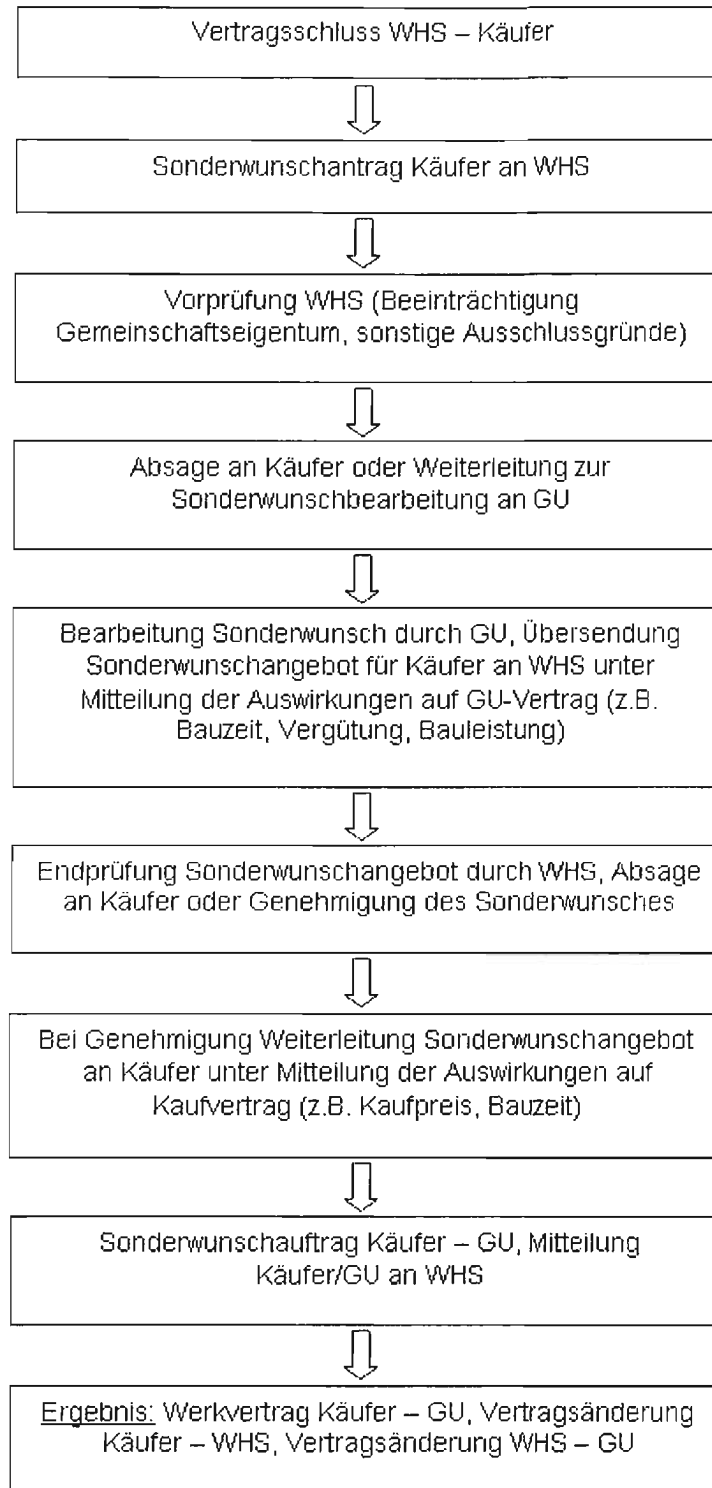 Vertragsschluss WHS – Käufer
Sonderwunschantrag Käufer an WHS
Vorprüfung WHS (Beeinträchtigung
Gemeinschaftseigentum, sonstige Ausschlussgründe)
Absage an Käufer oder Weiterleitung zur
Sonderwunschbearbeitung an GU
Bearbeitung Sonderwunsch durch GU, Übersendung
Sonderwunschangebot für Käufer an WHS unter
Mitteilung der Auswirkungen auf GU-Vertrag (z.B.
Bauzeit, Vergütung, Bauleistung)
Endprüfung Sonderwunschangebot durch WHS, Absage
an Käufer oder Genehmigung des Sonderwunsches
Bei Genehmigung Weiterleitung Sonderwunschangebot
an Käufer unter Mitteilung der Auswirkungen auf
Kaufvertrag (z.B. Kaufpreis, Bauzeit)
Sonderwunschauftrag Käufer – GU, Mitteilung
Käufer/GU an WHS
Ergebnis: Werkvertrag Käufer – GU, Vertragsänderung
Käufer – WHS, Vertragsänderung WHS – GU